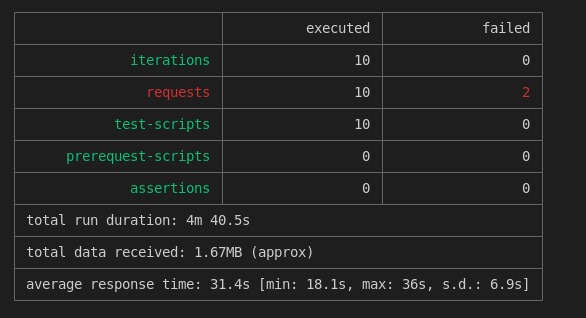 executed failed
iterations 10 0
requests 10 2
test-scripts 10 0
prerequest-scripts 0 0
assertions 0 0
total run duration: 4m 40.5s
total data received: 1.67MB (approx)
average response time: 31.4s [min: 18.1s, max: 36s, s.d.: 6.9s]